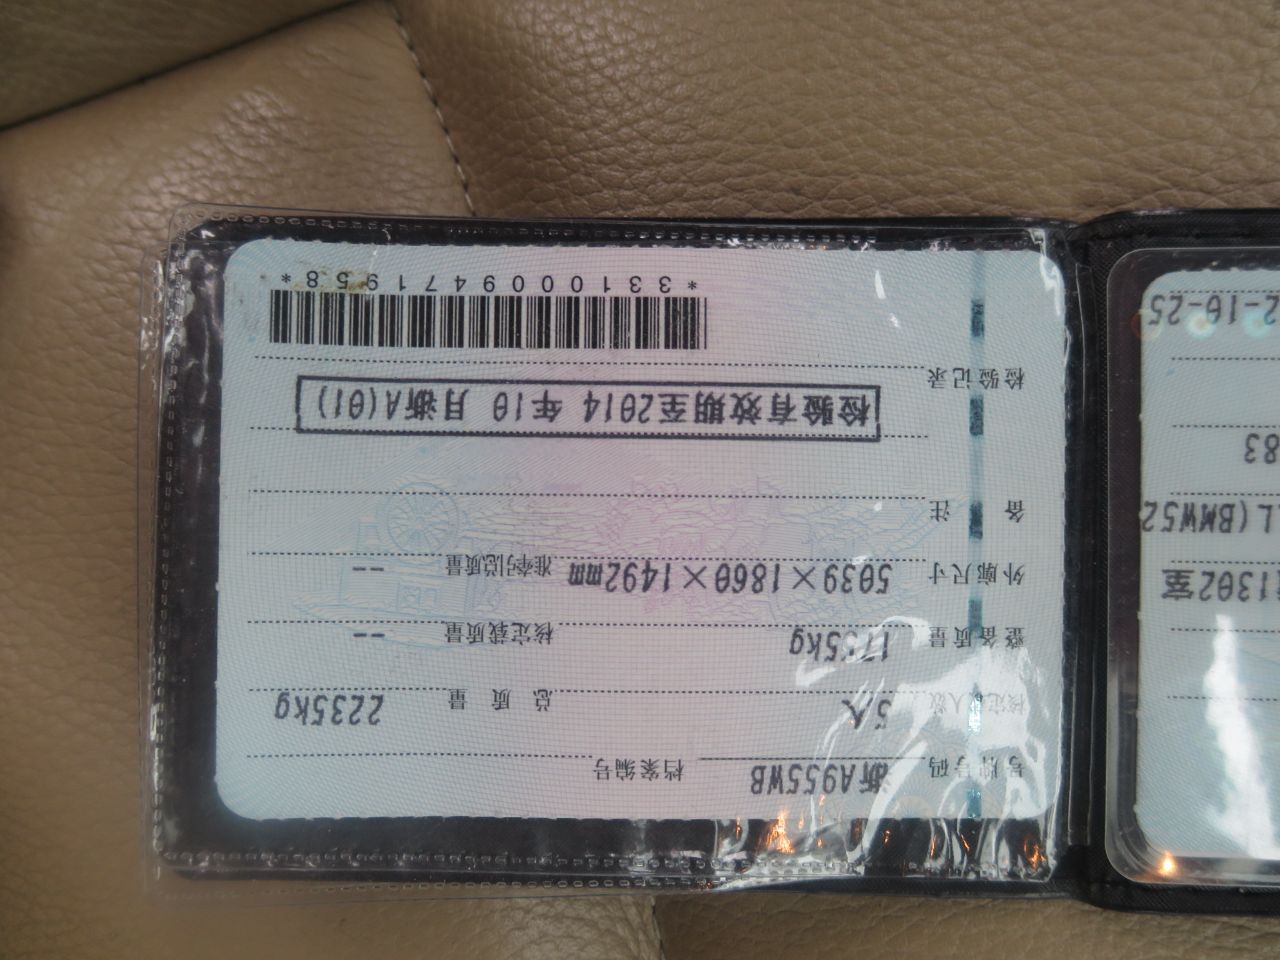 号牌号码 浙A955WB 档案编号
核定载人数 5人 总质量 2235kg
整备质量 1755kg 核定载质量 --
外廓尺寸 5039×1860×1492mm 准牵引总质量 --
备注
检验有效期至2014年10月浙A(01)
检验记录
*3310009471958*
1302室
L(BMW52
83
2-10-25